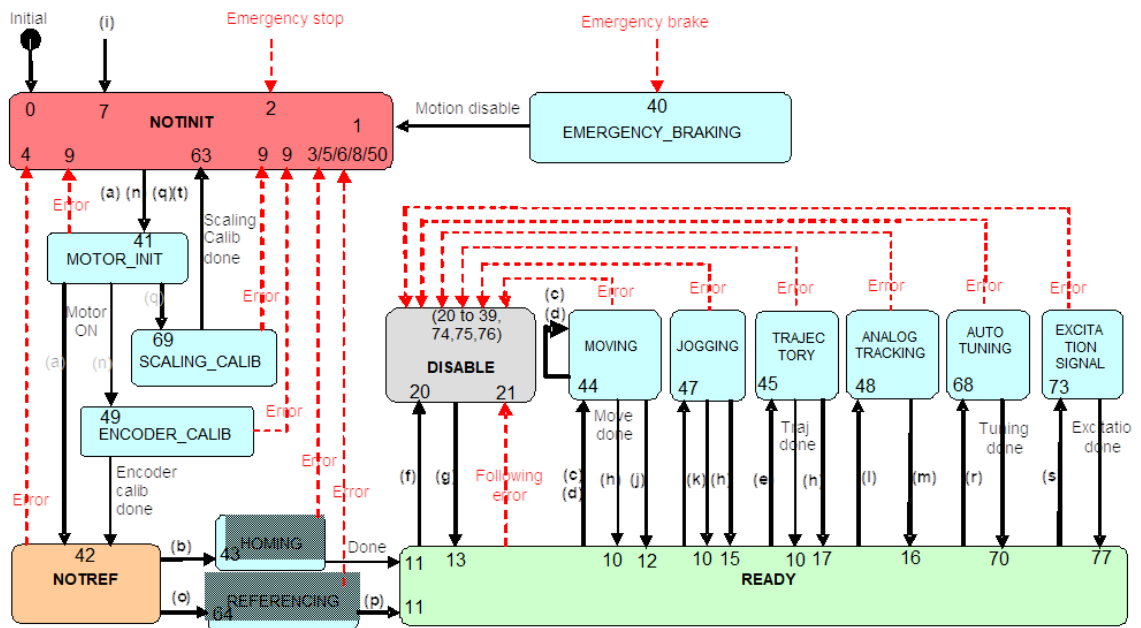 Initial
(i)
Emergency stop
Emergency brake
0
7
2
1
NOTINIT
4
9
63
9
9
3/5/6/8/50
Motion disable
40
EMERGENCY_BRAKING
(a)
(n)
(q)(t)
Error
Scaling
Calib
done
41
MOTOR_INIT
Motor
ON
(q)
Error
69
SCALING_CALIB
(a)
(n)
49
ENCODER_CALIB
Error
Encoder
calib
done
Error
Error
Error
(20 to 39,
74,75,76)
DISABLE
20
21
(c)
(d)
Error
Error
Error
Error
Error
Error
MOVING
44
JOGGING
47
TRAJEC
TORY
45
ANALOG
TRACKING
48
AUTO
TUNING
68
EXCITA
TION
SIGNAL
73
(f)
(g)
Following
error
(c)
(d)
Move
done
(h)
(j)
(k)
(h)
(e)
Traj
done
(h)
(l)
(m)
(r)
Tuning
done
(s)
Excitatio
done
42
NOTREF
(b)
43
HOMING
Done
(o)
64
REFERENCING
(p)
11
11
13
10
12
10
15
10
17
16
70
77
READY